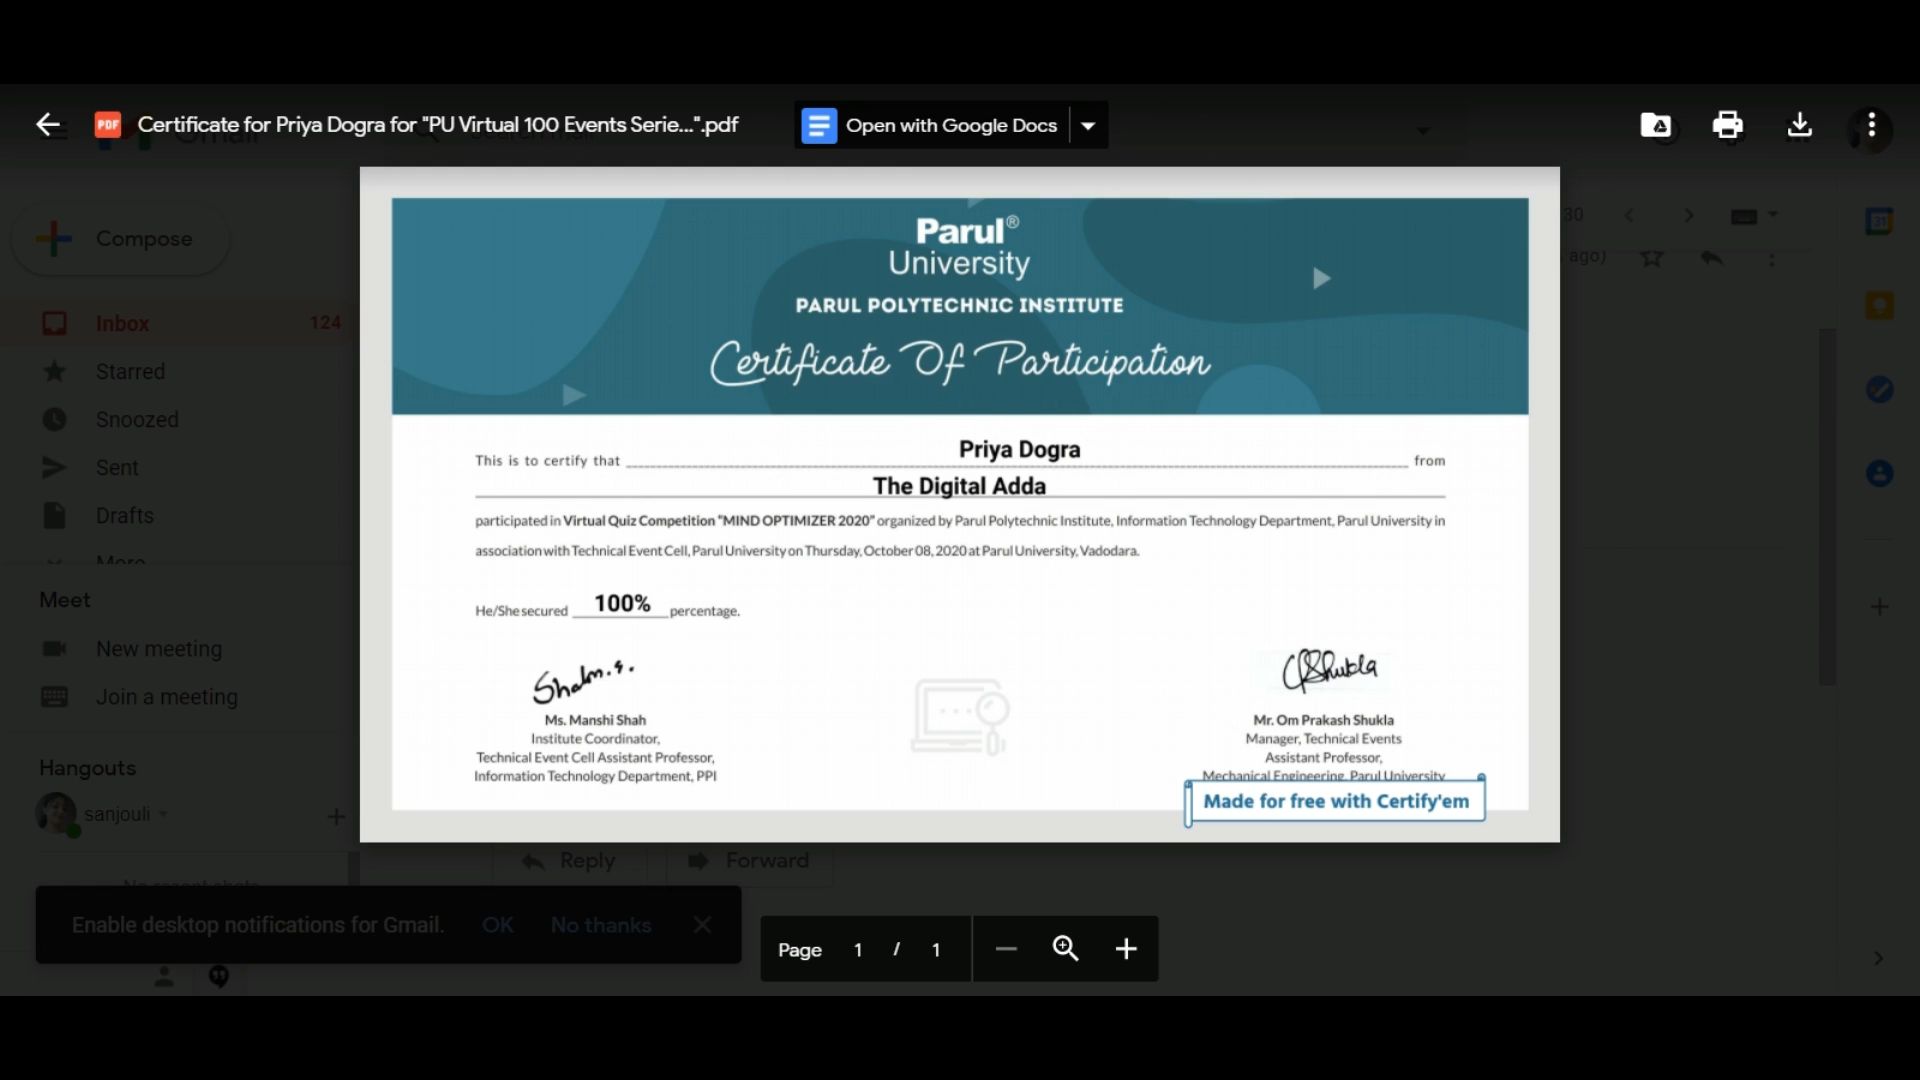 Certificate for Priya Dogra for "PU Virtual 100 Events Serie...".pdf
Open with Google Docs
Compose
30
ago)
Inbox 124
Starred
Snoozed
Sent
Drafts
More
Meet
New meeting
Join a meeting
Hangouts
sanjouli
Parul®
University
PARUL POLYTECHNIC INSTITUTE
Certificate Of Participation
This is to certify that Priya Dogra from
The Digital Adda
participated in Virtual Quiz Competition "MIND OPTIMIZER 2020" organized by Parul Polytechnic Institute, Information Technology Department, Parul University in
association with Technical Event Cell, Parul University on Thursday, October 08, 2020 at Parul University, Vadodara.
He/She secured 100% percentage.
Ms. Manshi Shah
Institute Coordinator,
Technical Event Cell Assistant Professor,
Information Technology Department, PPI
Mr. Om Prakash Shukla
Manager, Technical Events
Assistant Professor,
Mechanical Engineering, Parul University
Made for free with Certify'em
Reply Forward
No recent chats
Enable desktop notifications for Gmail. OK No thanks
Page 1 / 1